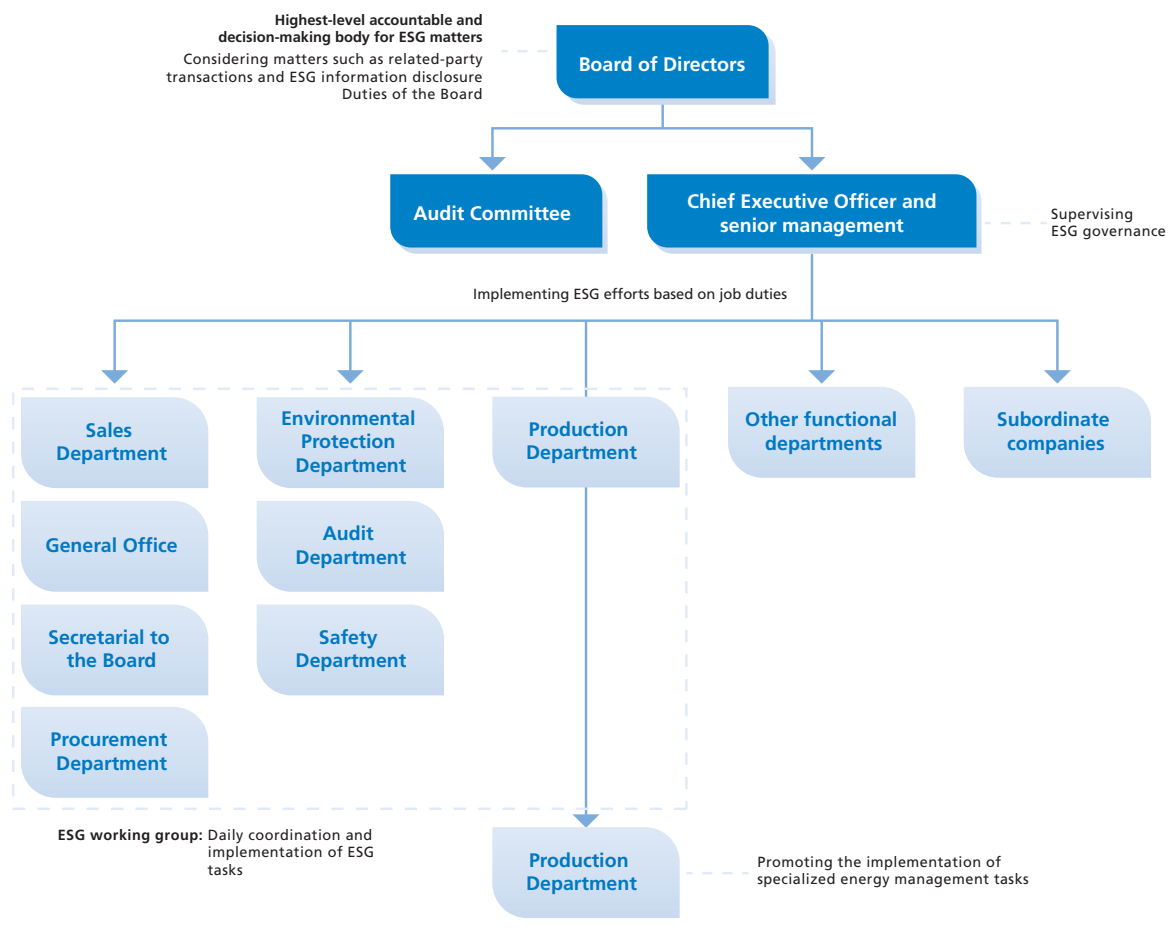 Highest-level accountable and
decision-making body for ESG matters
Considering matters such as related-party
transactions and ESG information disclosure
Duties of the Board
Board of Directors
Audit Committee
Chief Executive Officer and
senior management
Supervising
ESG governance
Implementing ESG efforts based on job duties
Sales
Department
Environmental
Protection
Department
Production
Department
Other functional
departments
Subordinate
companies
General Office
Audit
Department
Secretarial to
the Board
Safety
Department
Procurement
Department
ESG working group: Daily coordination and
implementation of ESG
tasks
Production
Department
Promoting the implementation of
specialized energy management tasks